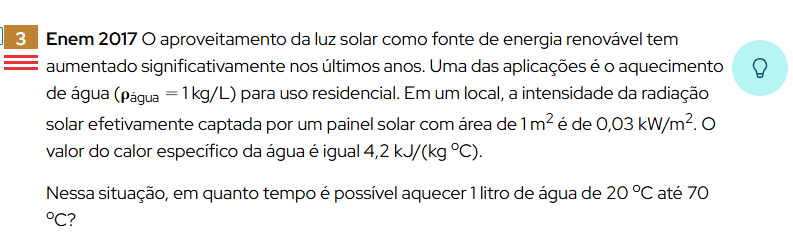 3 Enem 2017 O aproveitamento da luz solar como fonte de energia renovável tem
aumentado significativamente nos últimos anos. Uma das aplicações é o aquecimento
de água (ρágua = 1 kg/L) para uso residencial. Em um local, a intensidade da radiação
solar efetivamente captada por um painel solar com área de 1 m² é de 0,03 kW/m². O
valor do calor específico da água é igual 4,2 kJ/(kg ºC).
Nessa situação, em quanto tempo é possível aquecer 1 litro de água de 20 ºC até 70
ºC?